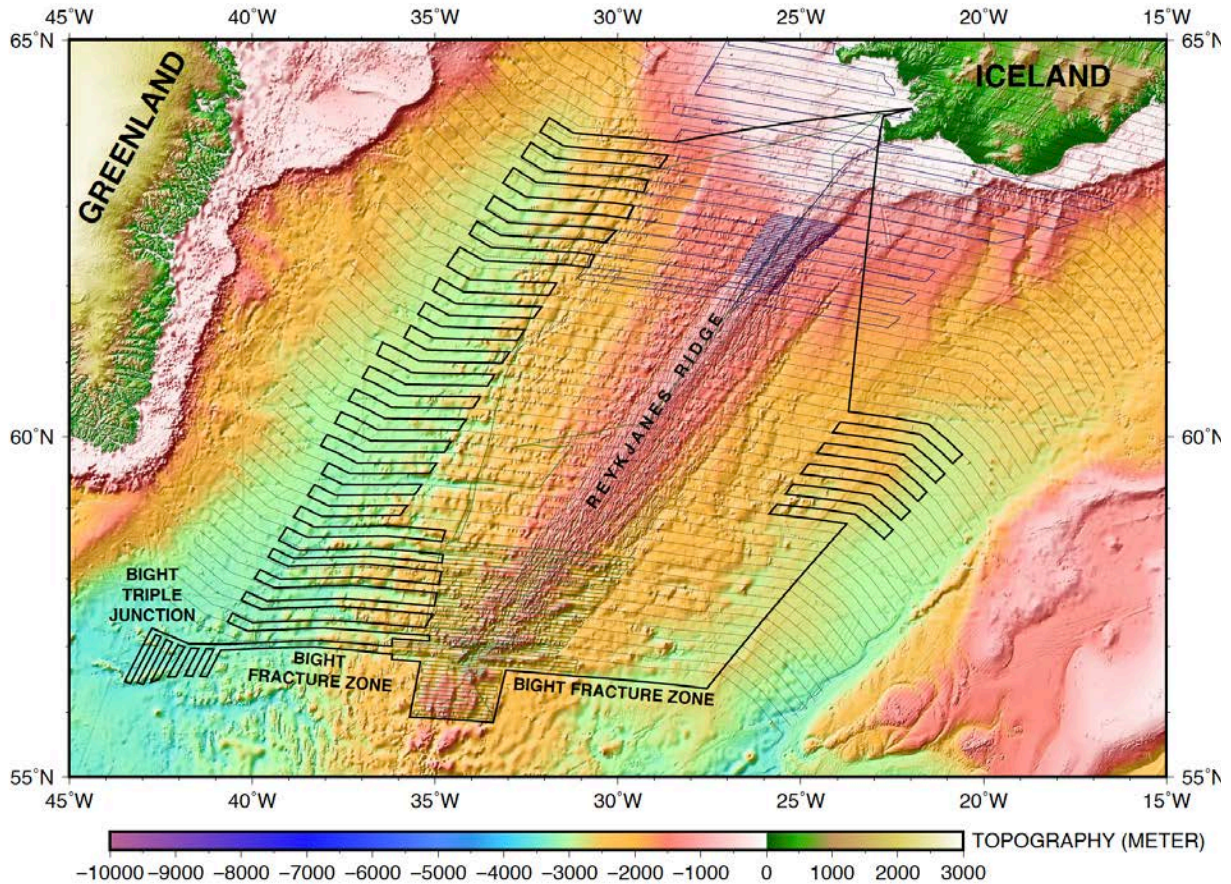 45˚W 40˚W 35˚W 30˚W 25˚W 20˚W 15˚W
65˚N 65˚N
GREENLAND
ICELAND
REYKJANES RIDGE
60˚N 60˚N
BIGHT
TRIPLE
JUNCTION
BIGHT
FRACTURE ZONE
BIGHT FRACTURE ZONE
55˚N 55˚N
45˚W 40˚W 35˚W 30˚W 25˚W 20˚W 15˚W
TOPOGRAPHY (METER)
−10000 −9000 −8000 −7000 −6000 −5000 −4000 −3000 −2000 −1000 0 1000 2000 3000